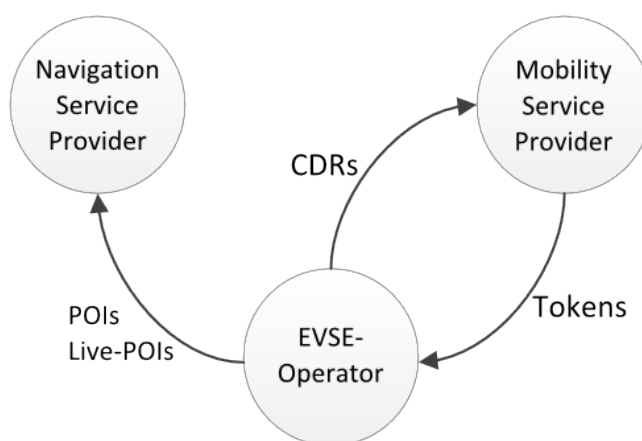 Navigation
Service
Provider
Mobility
Service
Provider
CDRs
POIs
Live-POIs
Tokens
EVSE-
Operator